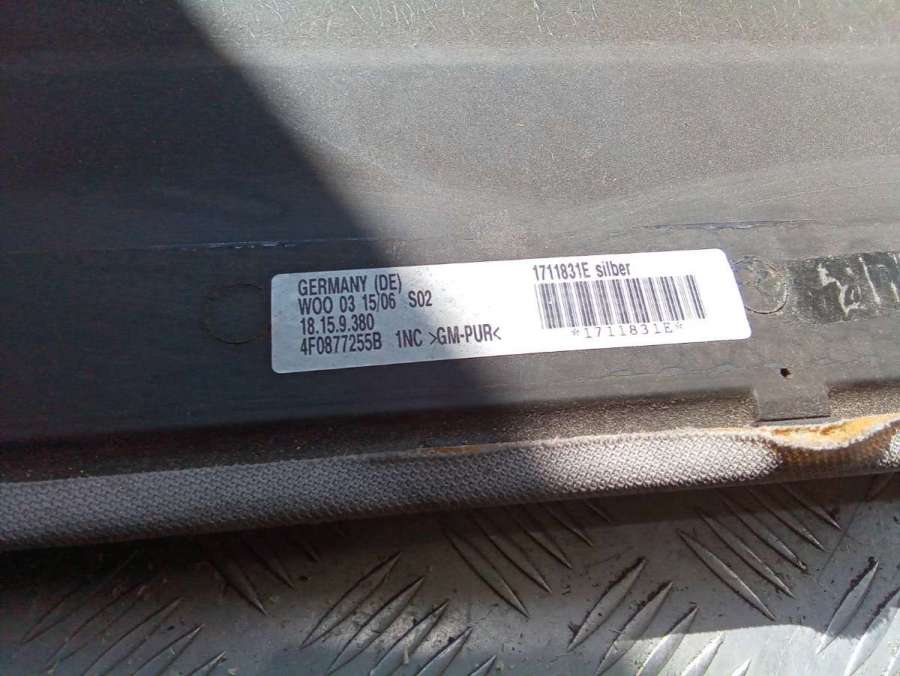 GERMANY (DE)
WOO 03 15/06 S02
18.15.9.380
4F0877255B 1NC >GM-PUR<
1711831E silber
*1711831E*